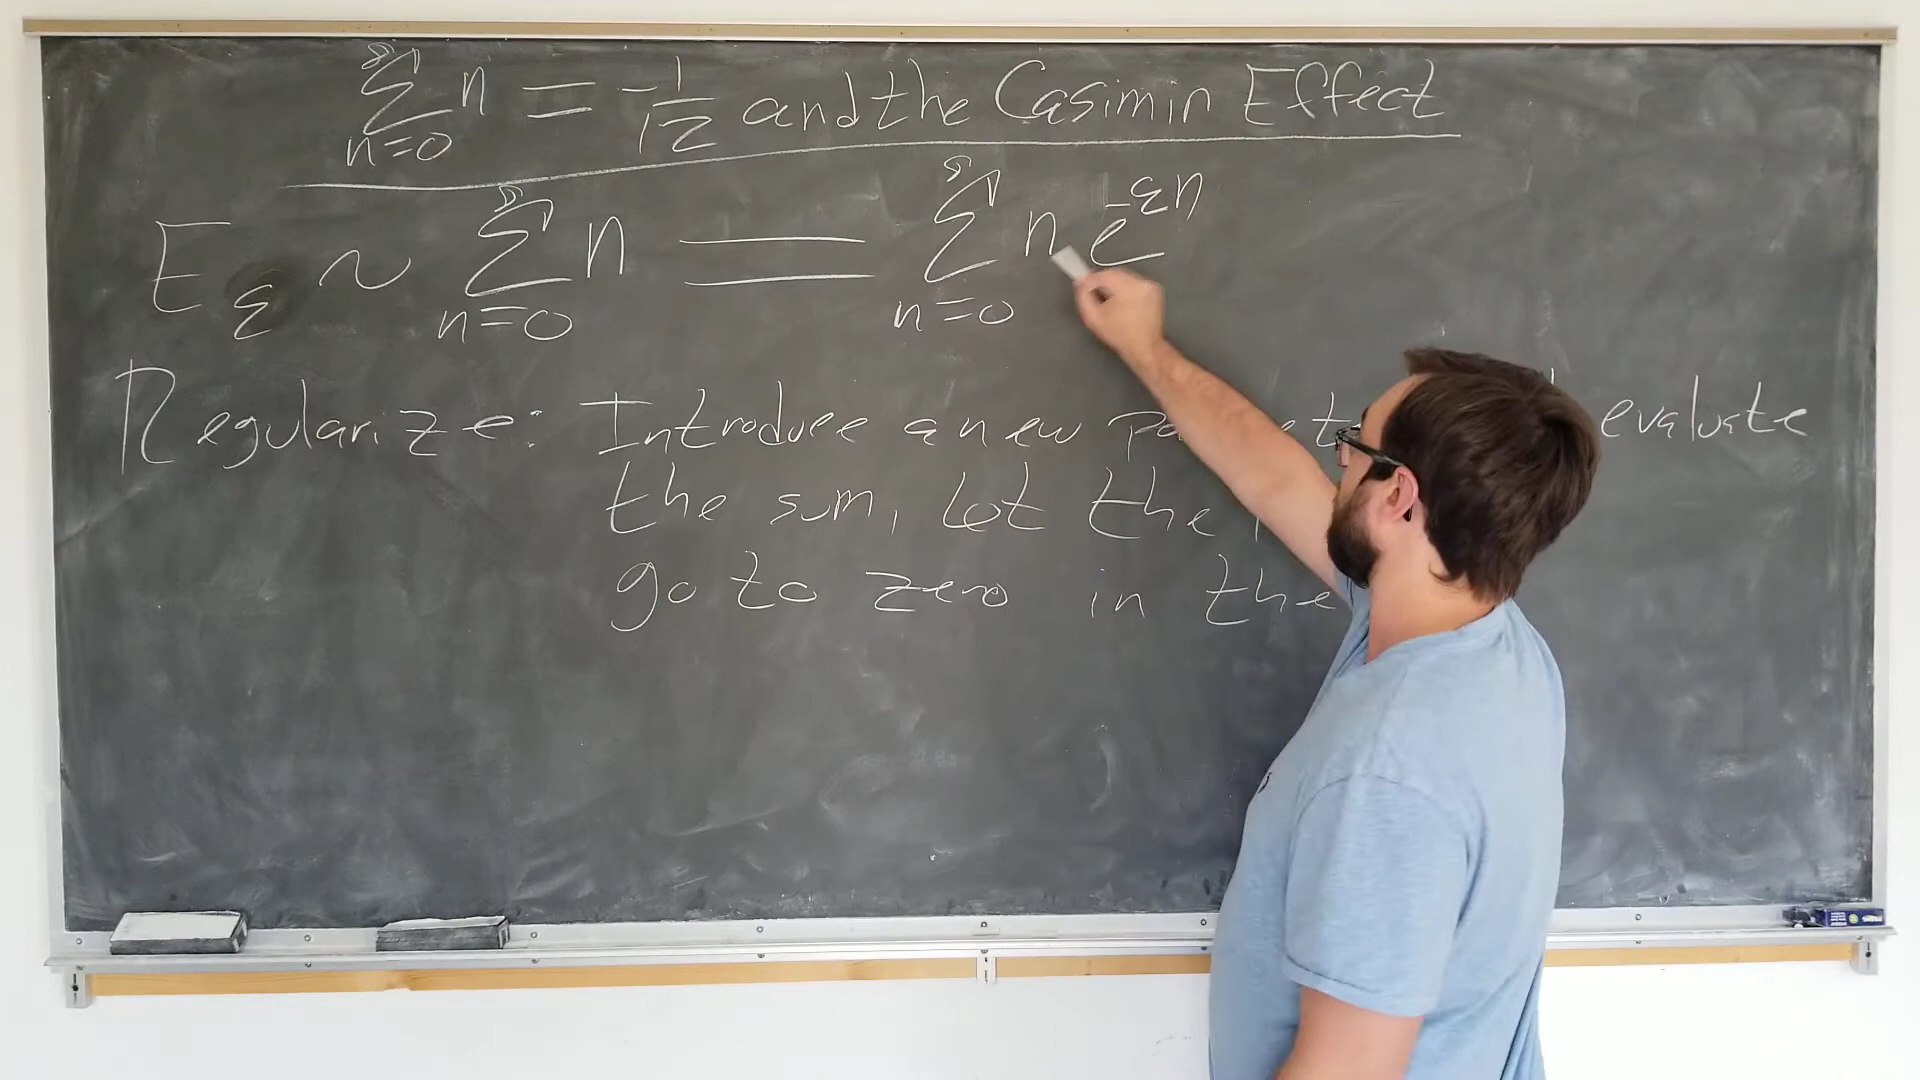 ∞∑n=0 n = -1/12 and the Casimir Effect
E_ε ~ ∞∑n=0 n = ∞∑n=0 n e^-εn
Regularize: Introduce a new evaluate
the sum, let the
go to zero in the